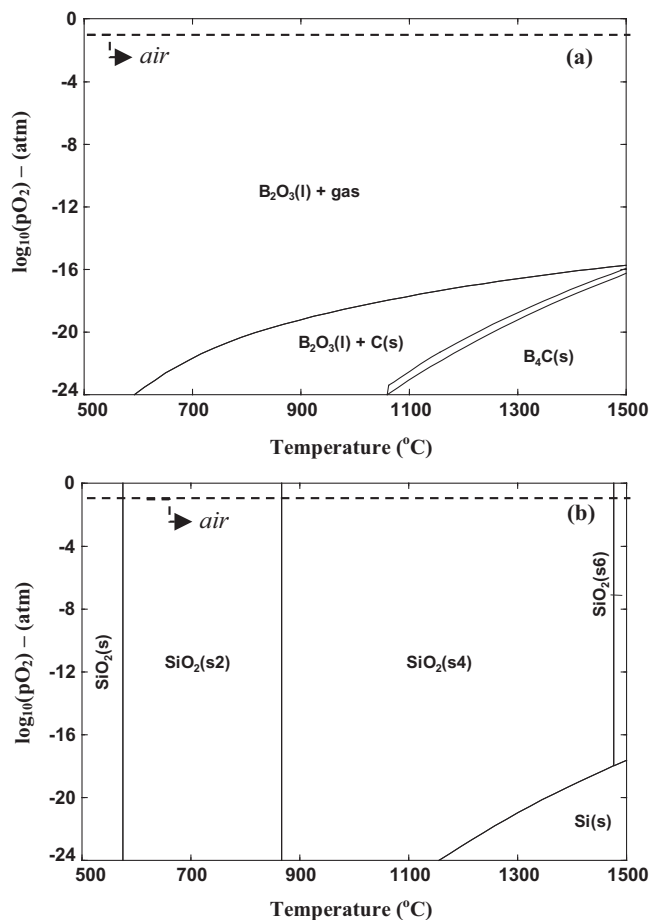 0
(a)
air
-4
-8
B₂O₃(l) + gas
-12
-16
B₂O₃(l) + C(s)
-20
B₄C(s)
-24
500 700 900 1100 1300 1500
log₁₀(pO₂) – (atm)
Temperature (°C)
0
(b)
air
-4
SiO₂(s6)
-8
SiO₂(s) SiO₂(s2) SiO₂(s4)
-12
-16
-20
Si(s)
-24
500 700 900 1100 1300 1500
log₁₀(pO₂) – (atm)
Temperature (°C)